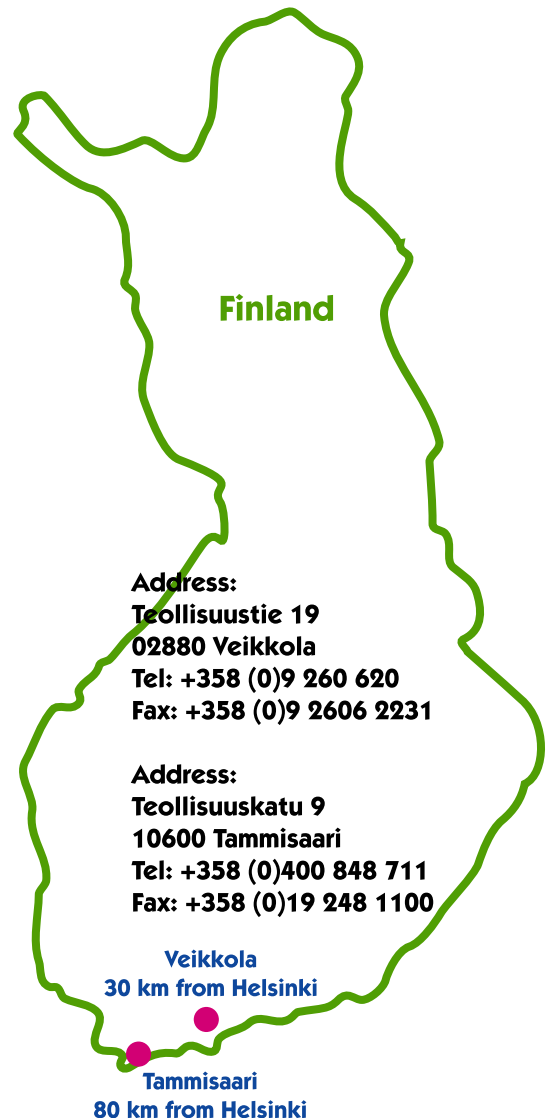 Finland
Address:
Teollisuustie 19
02880 Veikkola
Tel: +358 (0)9 260 620
Fax: +358 (0)9 2606 2231
Address:
Teollisuuskatu 9
10600 Tammisaari
Tel: +358 (0)400 848 711
Fax: +358 (0)19 248 1100
Veikkola
30 km from Helsinki
Tammisaari
80 km from Helsinki